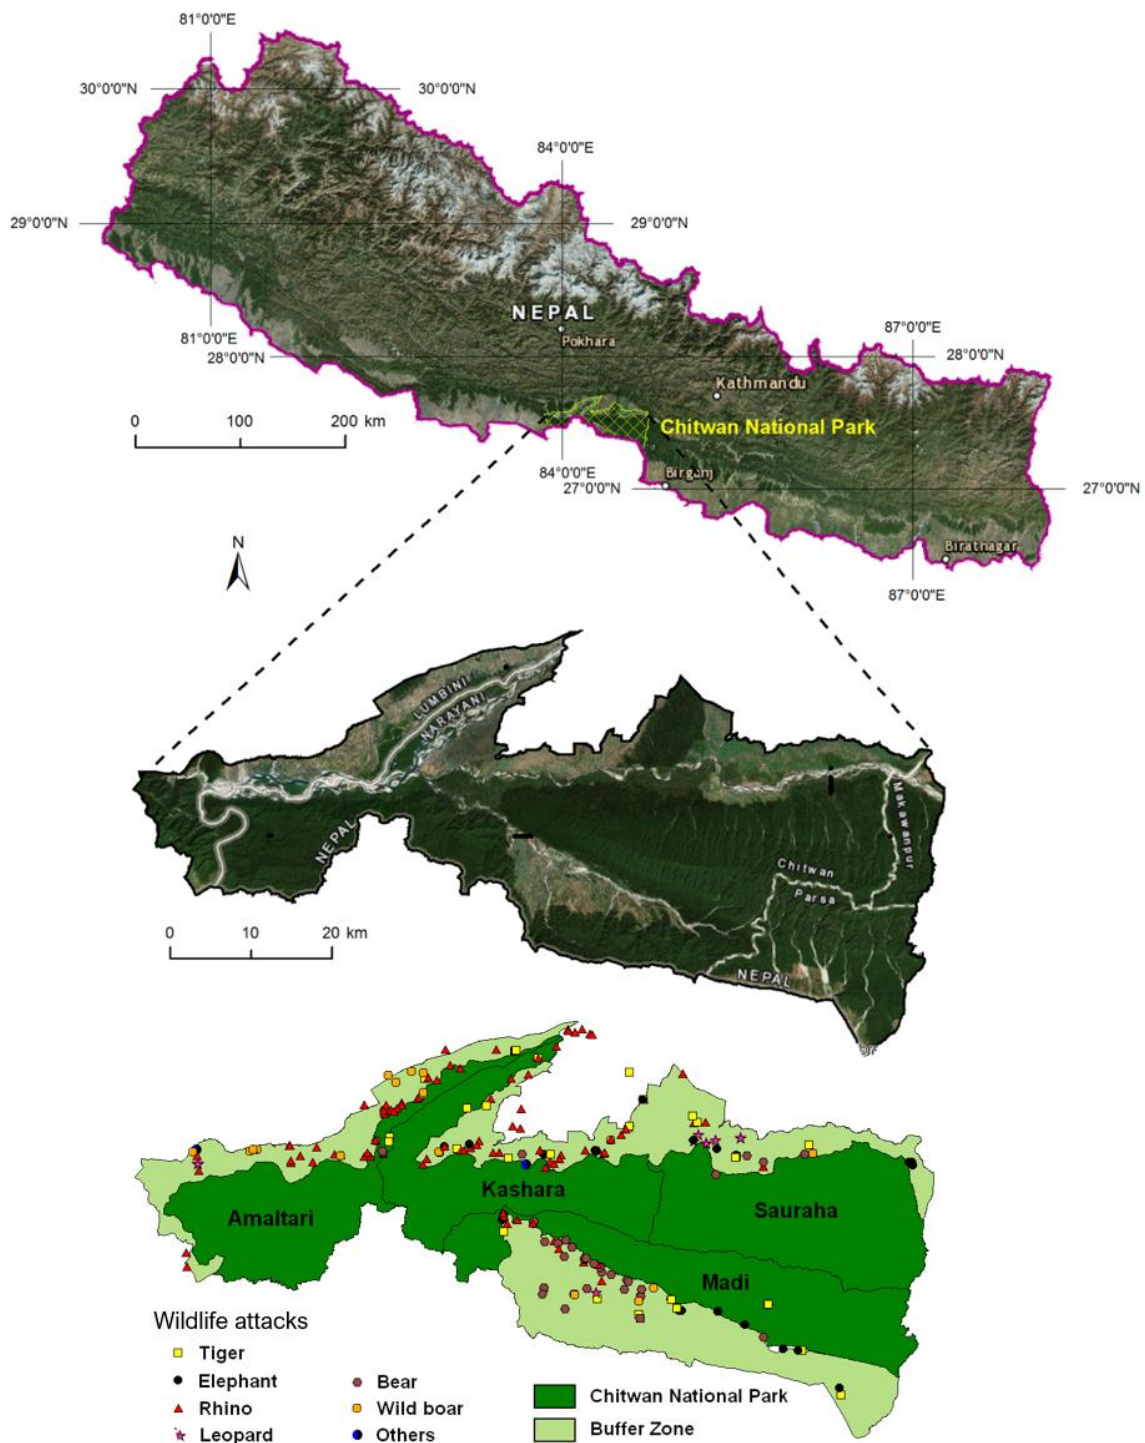 81°0'0"E
30°0'0"N
30°0'0"N
84°0'0"E
29°0'0"N
29°0'0"N
NEPAL
Pokhara
81°0'0"E
28°0'0"N
87°0'0"E
28°0'0"N
Kathmandu
0 100 200 km
Chitwan National Park
84°0'0"E
27°0'0"N
Birganj
27°0'0"N
Biratnagar
87°0'0"E
N
LUMBINI
NARAYANI
NEPAL
Makawanpur
Chitwan
Parsa
NEPAL
0 10 20 km
Kashara
Amaltari
Sauraha
Madi
Wildlife attacks
Tiger
Elephant
Rhino
Leopard
Bear
Wild boar
Others
Chitwan National Park
Buffer Zone